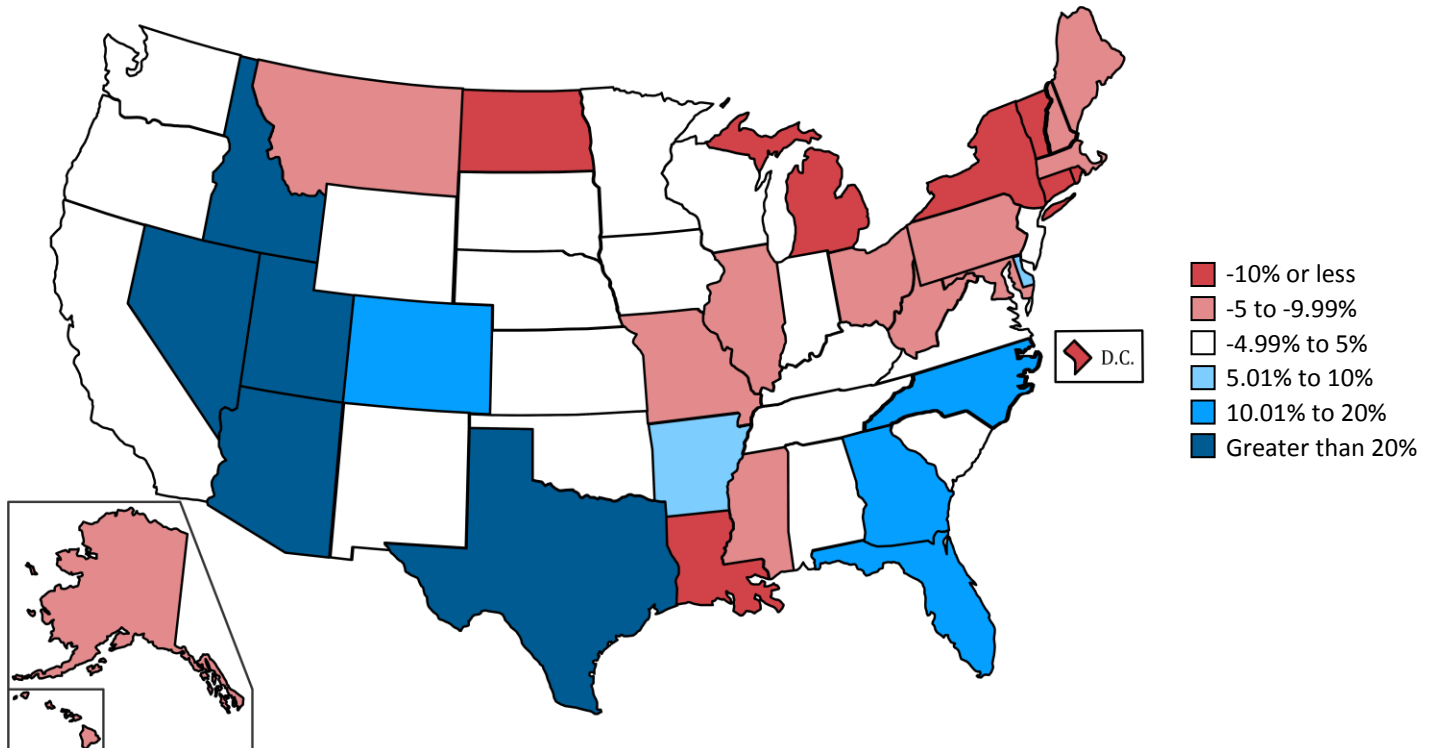 -10% or less
-5 to -9.99%
-4.99% to 5%
5.01% to 10%
10.01% to 20%
Greater than 20%
D.C.